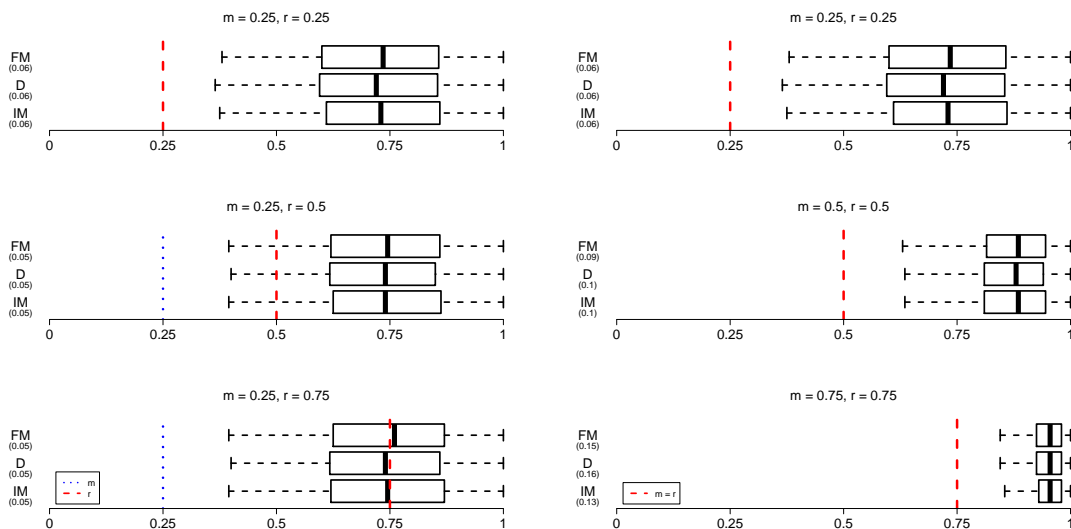 m = 0.25, r = 0.25
FM
(0.06)
D
(0.06)
IM
(0.06)
0 0.25 0.5 0.75 1
m = 0.25, r = 0.25
FM
(0.06)
D
(0.06)
IM
(0.06)
0 0.25 0.5 0.75 1
m = 0.25, r = 0.5
FM
(0.05)
D
(0.05)
IM
(0.05)
0 0.25 0.5 0.75 1
m = 0.5, r = 0.5
FM
(0.09)
D
(0.1)
IM
(0.1)
0 0.25 0.5 0.75 1
m = 0.25, r = 0.75
FM
(0.05)
D
(0.05)
IM
(0.05)
m
r
0 0.25 0.5 0.75 1
m = 0.75, r = 0.75
FM
(0.15)
D
(0.16)
IM
(0.13)
m = r
0 0.25 0.5 0.75 1